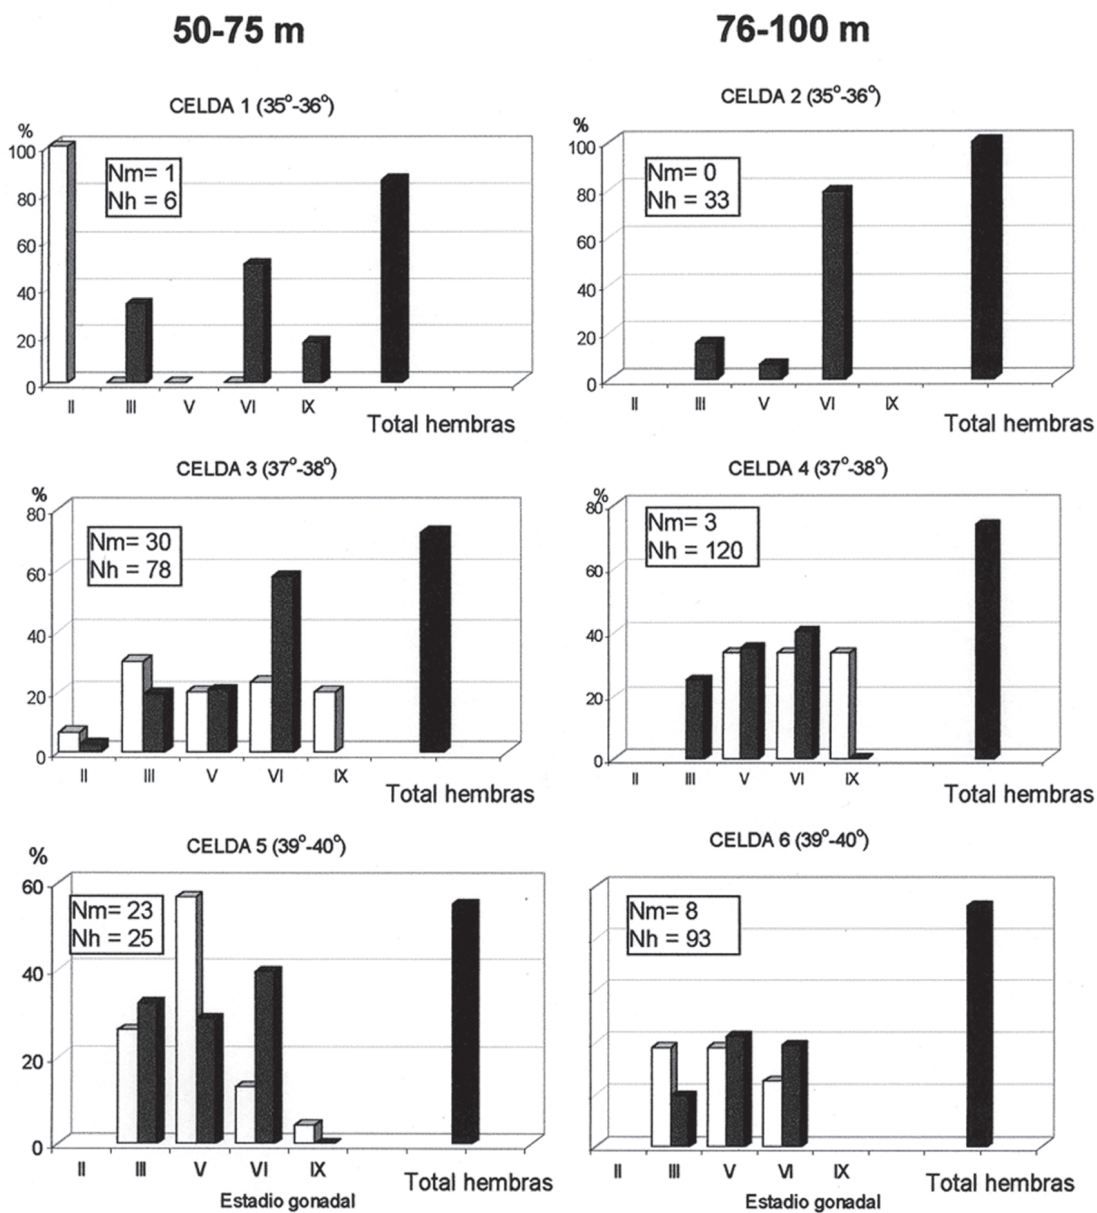 50-75 m
76-100 m
CELDA 1 (35°-36°)
%
100
80
60
40
20
0
Nm= 1
Nh = 6
II III V VI IX
Total hembras
CELDA 2 (35°-36°)
%
100
80
60
40
20
0
Nm= 0
Nh = 33
II III V VI IX
Total hembras
CELDA 3 (37°-38°)
%
80
60
40
20
0
Nm= 30
Nh = 78
II III V VI IX
Total hembras
CELDA 4 (37°-38°)
%
80
60
40
20
0
Nm= 3
Nh = 120
II III V VI IX
Total hembras
CELDA 5 (39°-40°)
%
60
40
20
0
Nm= 23
Nh = 25
II III V VI IX
Total hembras
Estadio gonadal
CELDA 6 (39°-40°)
Nm= 8
Nh = 93
II III V VI IX
Total hembras
Estadio gonadal